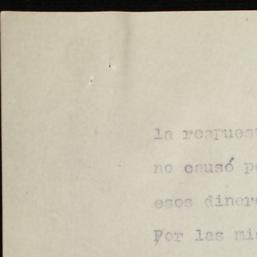 la respuest
no causó p
esos diner
Por las mi